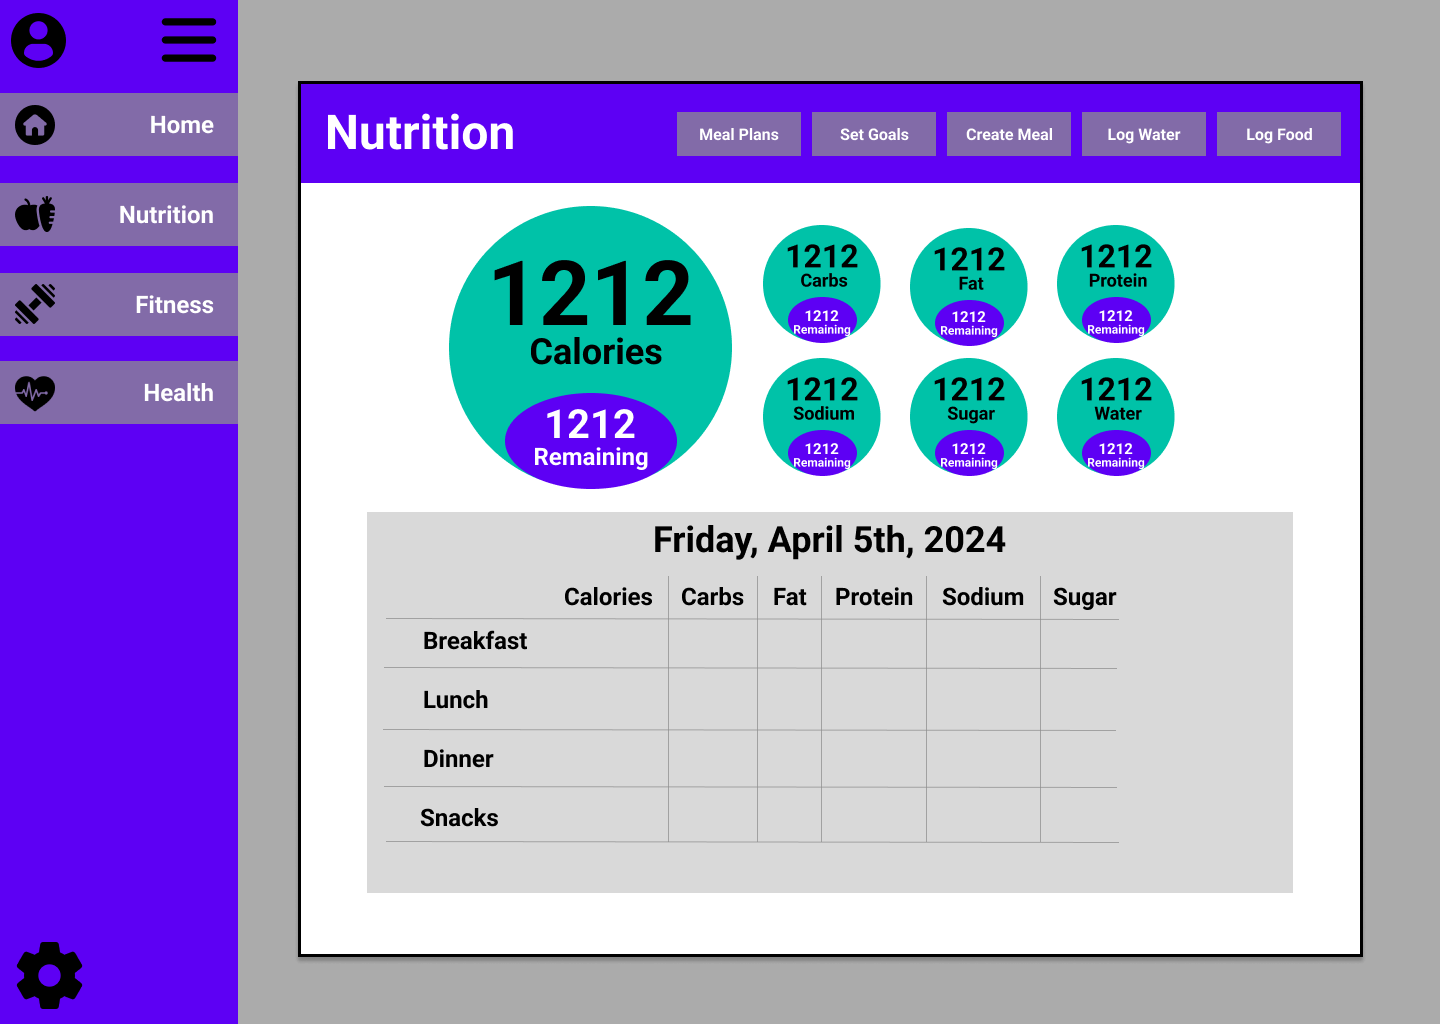 Home
Nutrition
Fitness
Health
Nutrition
Meal Plans
Set Goals
Create Meal
Log Water
Log Food
1212
Calories
1212
Remaining
1212
Carbs
1212
Remaining
1212
Fat
1212
Remaining
1212
Protein
1212
Remaining
1212
Sodium
1212
Remaining
1212
Sugar
1212
Remaining
1212
Water
1212
Remaining
Friday, April 5th, 2024
Calories Carbs Fat Protein Sodium Sugar
Breakfast
Lunch
Dinner
Snacks